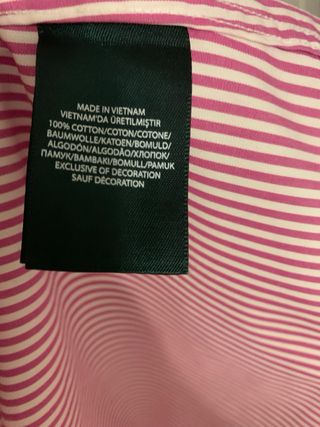 MADE IN VIETNAM
VIETNAM'DA ÜRETILMIŞTIR
100% COTTON/COTON/COTONE/
BAUMWOLLE/KATOEN/BOMULD/
ALGODÓN/ALGODÃO/ХЛОПОК/
ПАМУК/BAMBAKI/BOMULL/PAMUK
EXCLUSIVE OF DECORATION
SAUF DÉCORATION